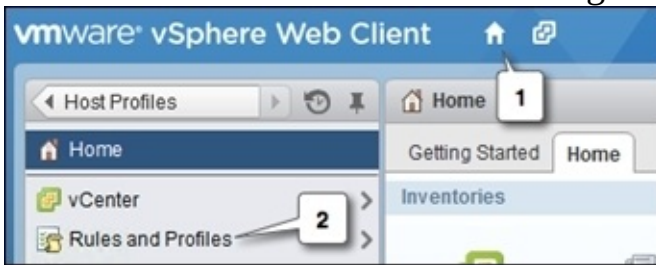 vmware® vSphere Web Client
Host Profiles
Home 1
Home
Getting Started Home
vCenter
Inventories
Rules and Profiles 2